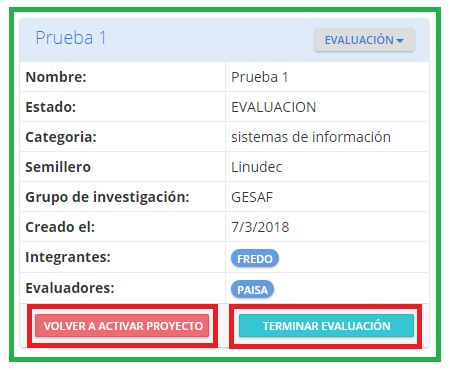 Prueba 1 EVALUACIÓN
Nombre: Prueba 1
Estado: EVALUACION
Categoria: sistemas de información
Semillero Linudec
Grupo de investigación: GESAF
Creado el: 7/3/2018
Integrantes: FREDO
Evaluadores: PAISA
VOLVER A ACTIVAR PROYECTO TERMINAR EVALUACIÓN